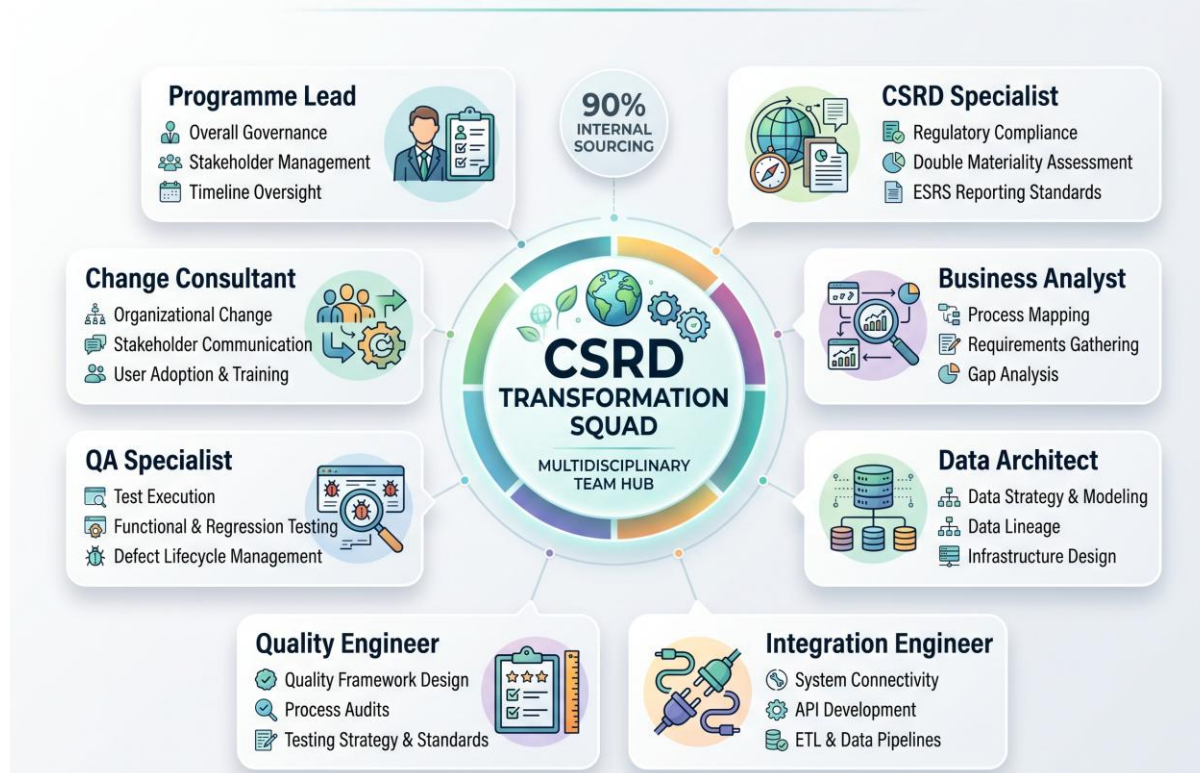 Programme Lead
Overall Governance
Stakeholder Management
Timeline Oversight
90%
INTERNAL
SOURCING
CSRD Specialist
Regulatory Compliance
Double Materiality Assessment
ESRS Reporting Standards
Change Consultant
Organizational Change
Stakeholder Communication
User Adoption & Training
CSRD
TRANSFORMATION
SQUAD
MULTIDISCIPLINARY
TEAM HUB
Business Analyst
Process Mapping
Requirements Gathering
Gap Analysis
QA Specialist
Test Execution
Functional & Regression Testing
Defect Lifecycle Management
Data Architect
Data Strategy & Modeling
Data Lineage
Infrastructure Design
Quality Engineer
Quality Framework Design
Process Audits
Testing Strategy & Standards
Integration Engineer
System Connectivity
API Development
ETL & Data Pipelines